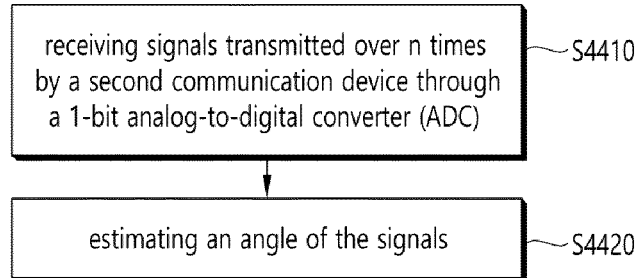 receiving signals transmitted over n times
by a second communication device through
a 1-bit analog-to-digital converter (ADC)
S4410
estimating an angle of the signals
S4420